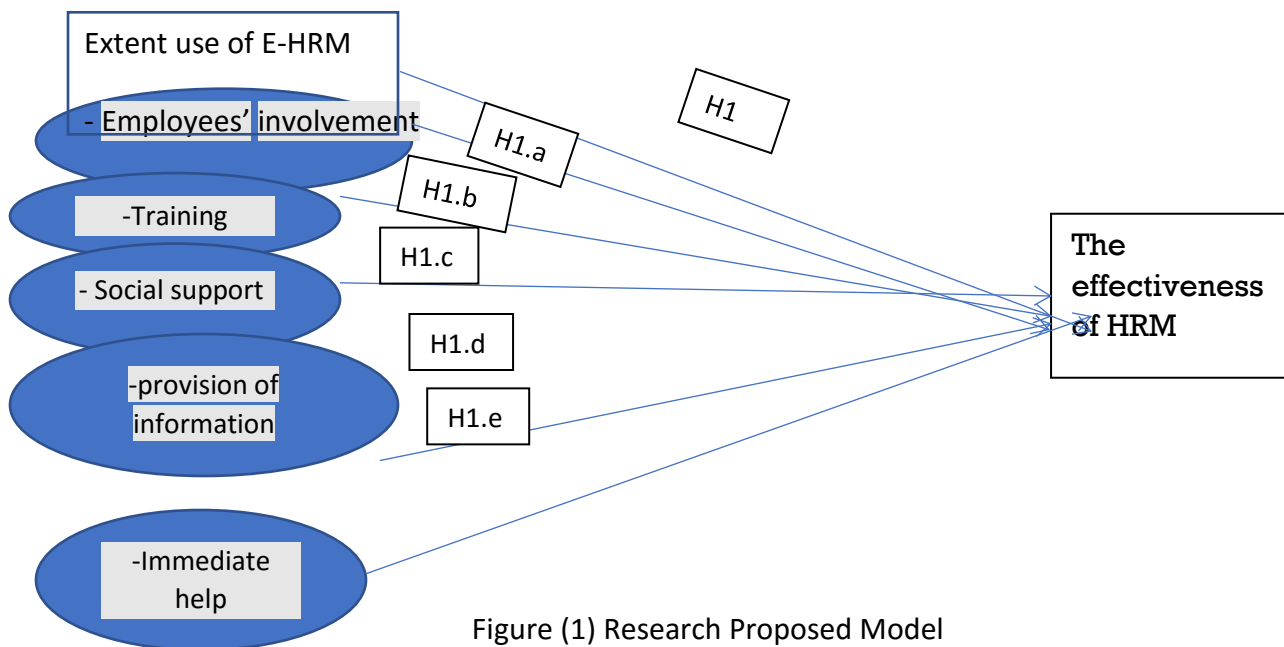 Extent use of E-HRM
- Employees’ involvement
-Training
- Social support
-provision of
information
-Immediate
help
H1
H1.a
H1.b
H1.c
H1.d
H1.e
The
effectiveness
of HRM
Figure (1) Research Proposed Model